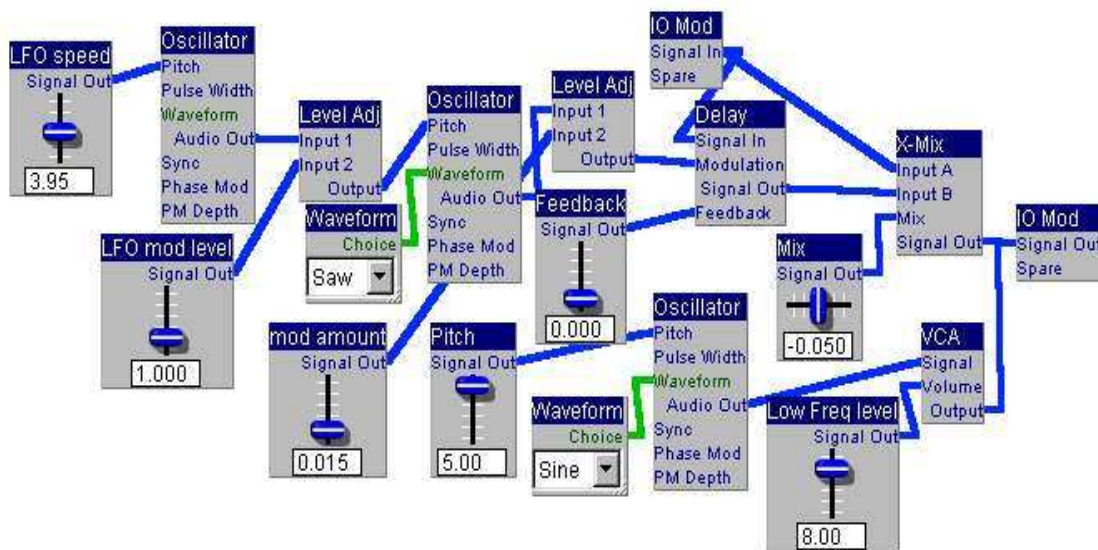 LFO speed
Signal Out
3.95
Oscillator
Pitch
Pulse Width
Waveform
Audio Out
Sync
Phase Mod
PM Depth
LFO mod level
Signal Out
1.000
Level Adj
Input 1
Input 2
Output
Waveform
Choice
Saw
mod amount
Signal Out
0.015
Oscillator
Pitch
Pulse Width
Waveform
Audio Out
Sync
Phase Mod
PM Depth
Pitch
Signal Out
5.00
Level Adj
Input 1
Input 2
Output
Feedback
Signal Out
0.000
Waveform
Choice
Sine
IO Mod
Signal In
Spare
Delay
Signal In
Modulation
Signal Out
Feedback
Oscillator
Pitch
Pulse Width
Waveform
Audio Out
Sync
Phase Mod
PM Depth
Mix
Signal Out
-0.050
Low Freq level
Signal Out
8.00
X-Mix
Input A
Input B
Mix
Signal Out
VCA
Signal
Volume
Output
IO Mod
Signal Out
Spare